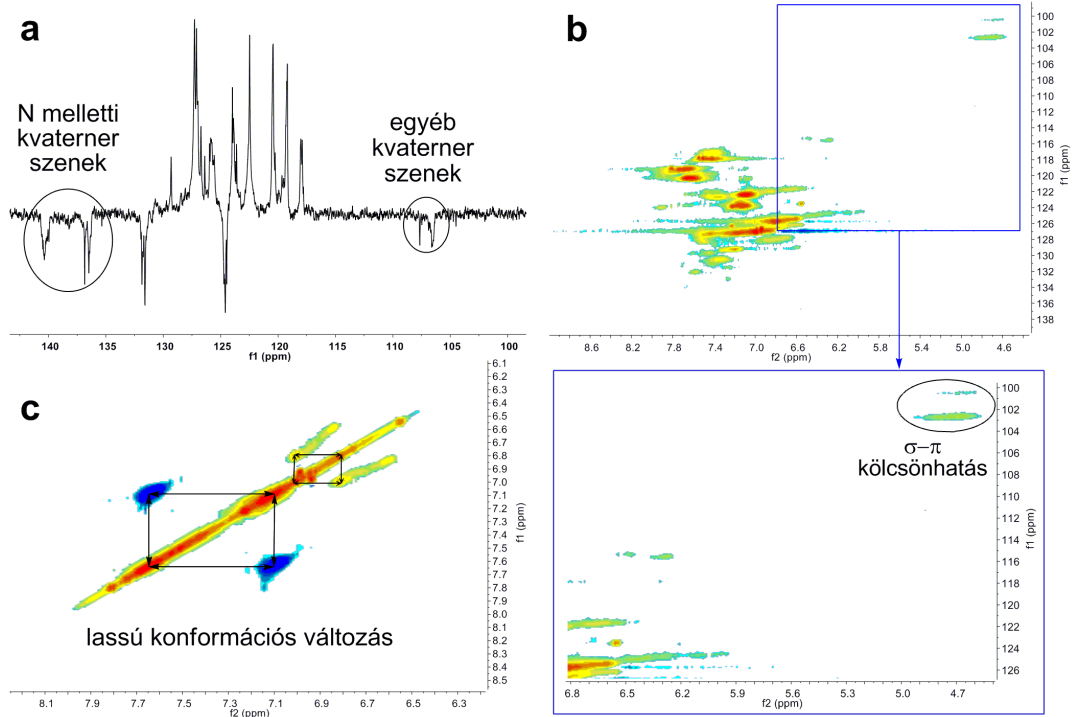 a
N melletti
kvaterner
szenek
egyéb
kvaterner
szenek
140 135 130 125 120 115 110 105 100
f1 (ppm)
b
100
102
104
106
108
111
114
116
118
120
122
124
126
128
130
132
134
136
138
f1 (ppm)
8.6 8.2 7.8 7.4 7.0 6.6 6.2 5.8 5.4 5.0 4.6
f2 (ppm)
c
6.1
6.2
6.3
6.4
6.5
6.6
6.7
6.8
6.9
7.0
7.1
7.2
7.3
7.4
7.5
7.6
7.7
7.8
7.9
8.0
8.1
8.2
8.3
8.4
8.5
f1 (ppm)
lassú konformációs változás
8.1 7.9 7.7 7.5 7.3 7.1 6.9 6.7 6.5 6.3
f2 (ppm)
σ−π
kölcsönhatás
100
102
104
106
108
110
112
114
116
118
120
122
124
126
f1 (ppm)
6.8 6.5 6.2 5.9 5.6 5.3 5.0 4.7
f2 (ppm)